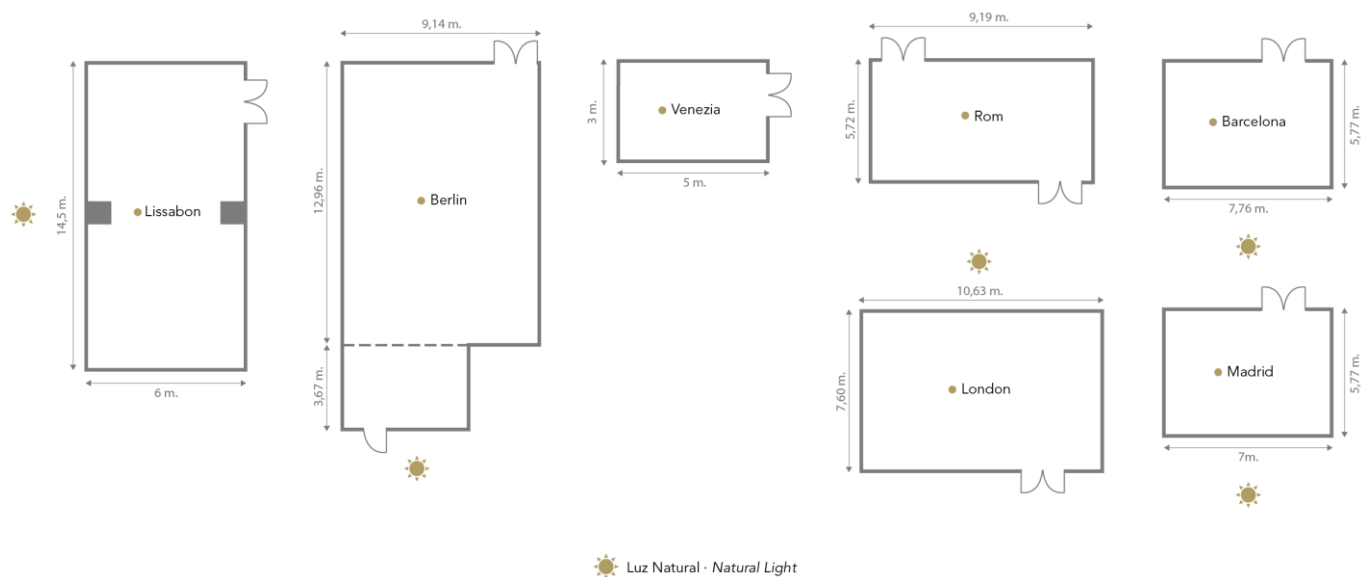 9,14 m.
9,19 m.
14,5 m.
Lissabon
6 m.
12,96 m.
Berlin
3,67 m.
3 m.
Venezia
5 m.
5,72 m.
Rom
Barcelona
5,77 m.
7,76 m.
10,63 m.
7,60 m.
London
Madrid
5,77 m.
7m.
Luz Natural · Natural Light